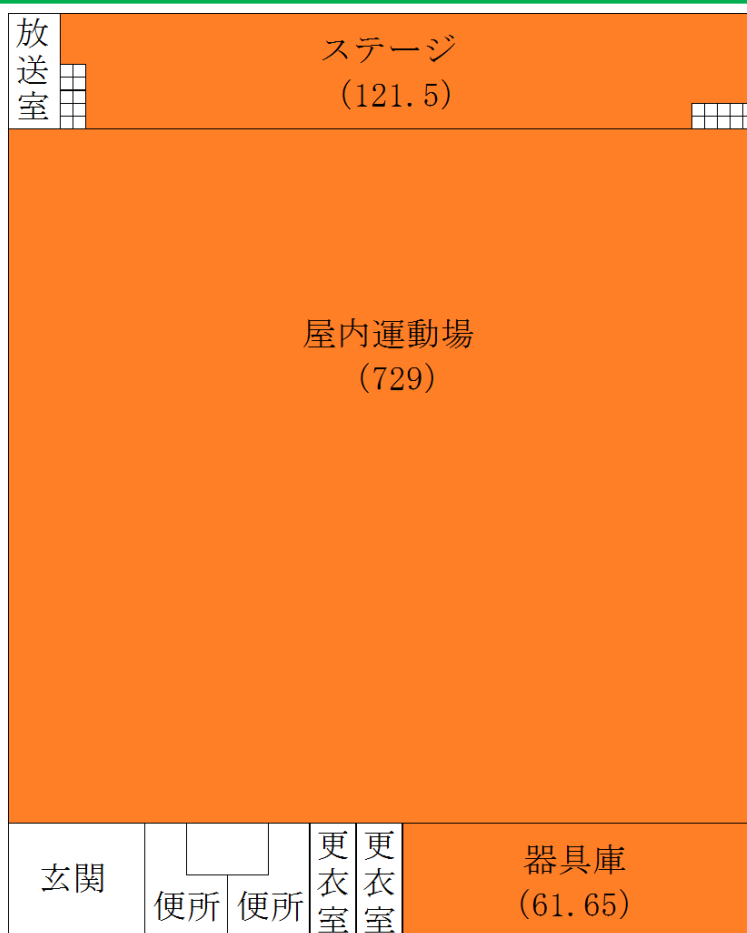 放送室
ステージ
(121.5)
屋内運動場
(729)
玄関
便所
便所
更衣室
更衣室
器具庫
(61.65)